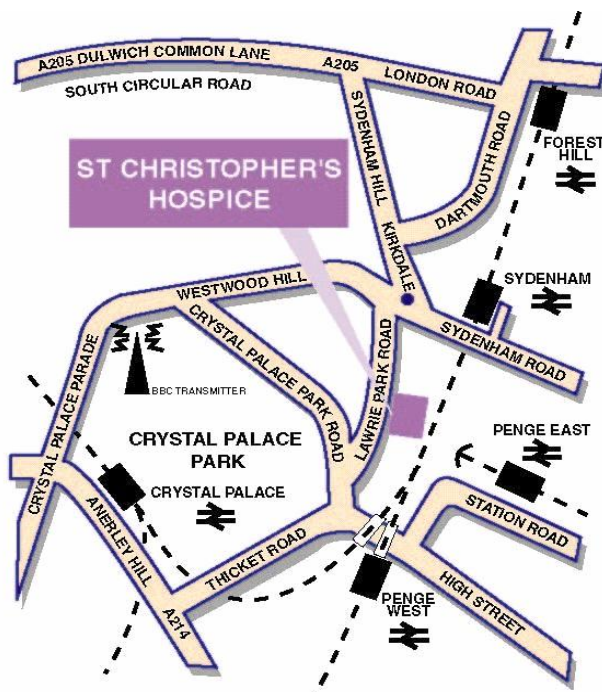 A205 DULWICH COMMON LANE
A205
LONDON ROAD
SOUTH CIRCULAR ROAD
SYDENHAM HILL
DARTMOUTH ROAD
FOREST
HILL
ST CHRISTOPHER'S
HOSPICE
KIRKDALE
SYDENHAM
WESTWOOD HILL
SYDENHAM ROAD
CRYSTAL PALACE PARADE
CRYSTAL PALACE PARK ROAD
LAWRIE PARK ROAD
BBC TRANSMITTER
CRYSTAL PALACE
PARK
PENGE EAST
CRYSTAL PALACE
STATION ROAD
ANERLEY HILL
THICKET ROAD
A214
PENGE
WEST
HIGH STREET